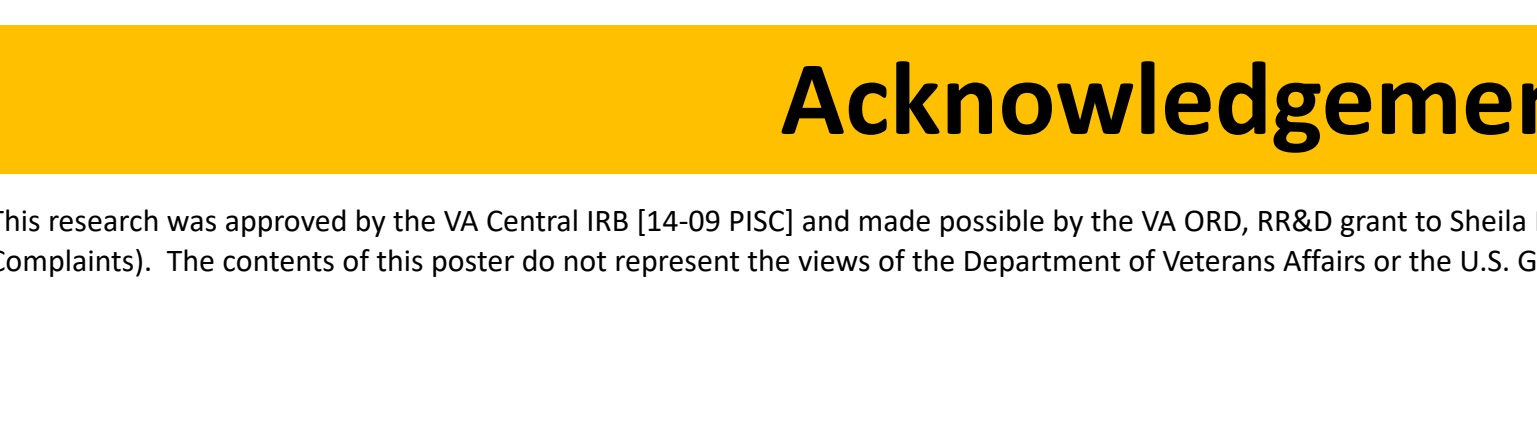 Acknowledgemen
This research was approved by the VA Central IRB [14-09 PISC] and made possible by the VA ORD, RR&D grant to Sheila
Complaints).  The contents of this poster do not represent the views of the Department of Veterans Affairs or the U.S. G